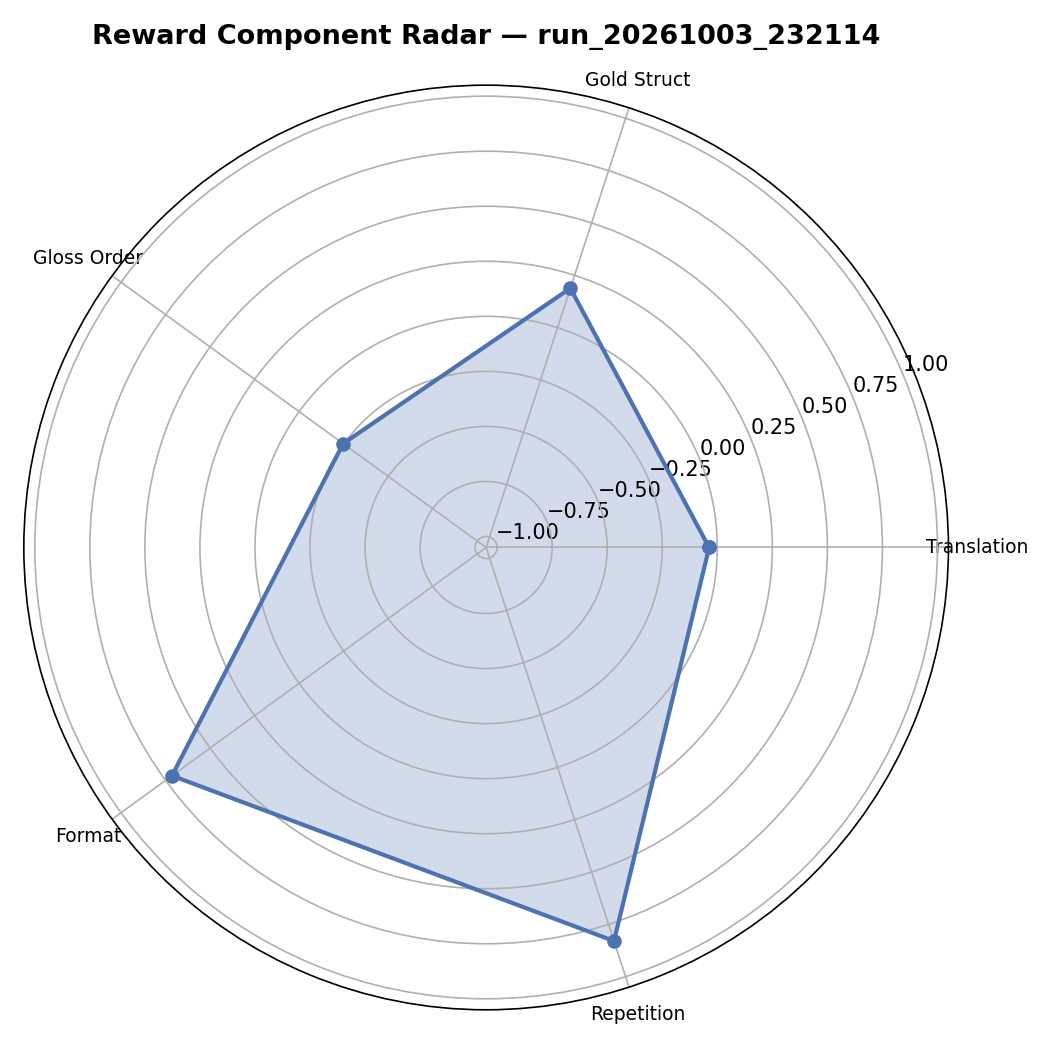 Reward Component Radar — run_20261003_232114
Gold Struct
Gloss Order
1.00
0.75
0.50
0.25
0.00
−0.25
−0.50
−0.75
−1.00
Translation
Format
Repetition